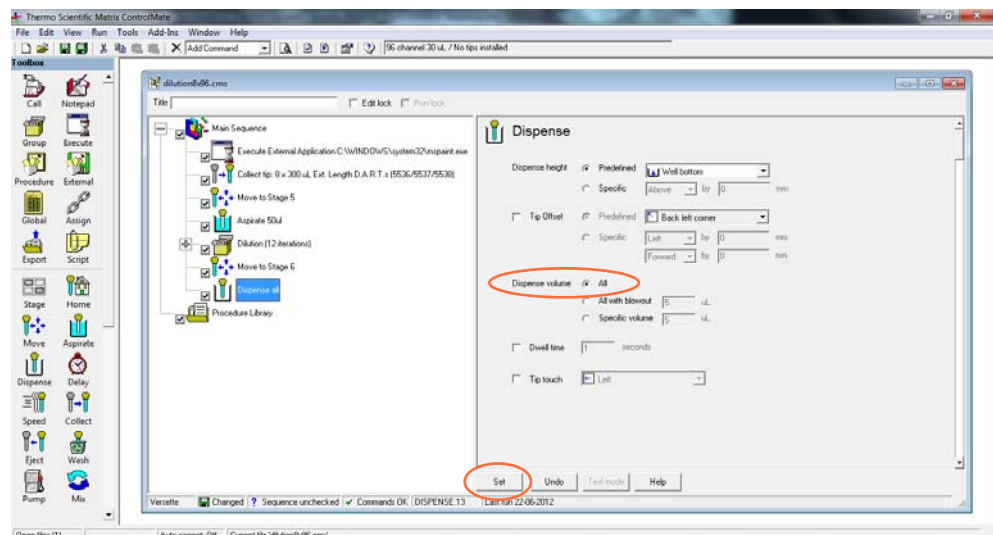 Thermo Scientific Matrix ControlMate
File Edit View Run Tools Add-Ins Window Help
Add Command 96 channel 30 uL / No tips installed
Toolbox
Call Notepad
Group Execute
Procedure External
Global Assign
Export Script
Stage Home
Move Aspirate
Dispense Delay
Speed Collect
Eject Wash
Pump Mix
dilution8x96.cms
Title Edit lock Run lock
Main Sequence
Execute External Application C:\WINDOWS\system32\mspaint.exe
Collect tip: 8 x 300 uL Ext. Length D.A.R.T.s (5536/5537/5538)
Move to Stage 5
Aspirate 50ul
Dilution (12 iterations)
Move to Stage 6
Dispense all
Procedure Library
Dispense
Dispense height Predefined Well bottom
Specific Above by 0 mm
Tip Offset Predefined Back left corner
Specific Left by 0 mm
Forward by 0 mm
Dispense volume All
All with blowout 5 uL
Specific volume 5 uL
Dwell time 1 seconds
Tip touch Left
Set Undo Test mode Help
Versette Changed ? Sequence unchecked Commands OK DISPENSE.13 Last run 22-06-2012